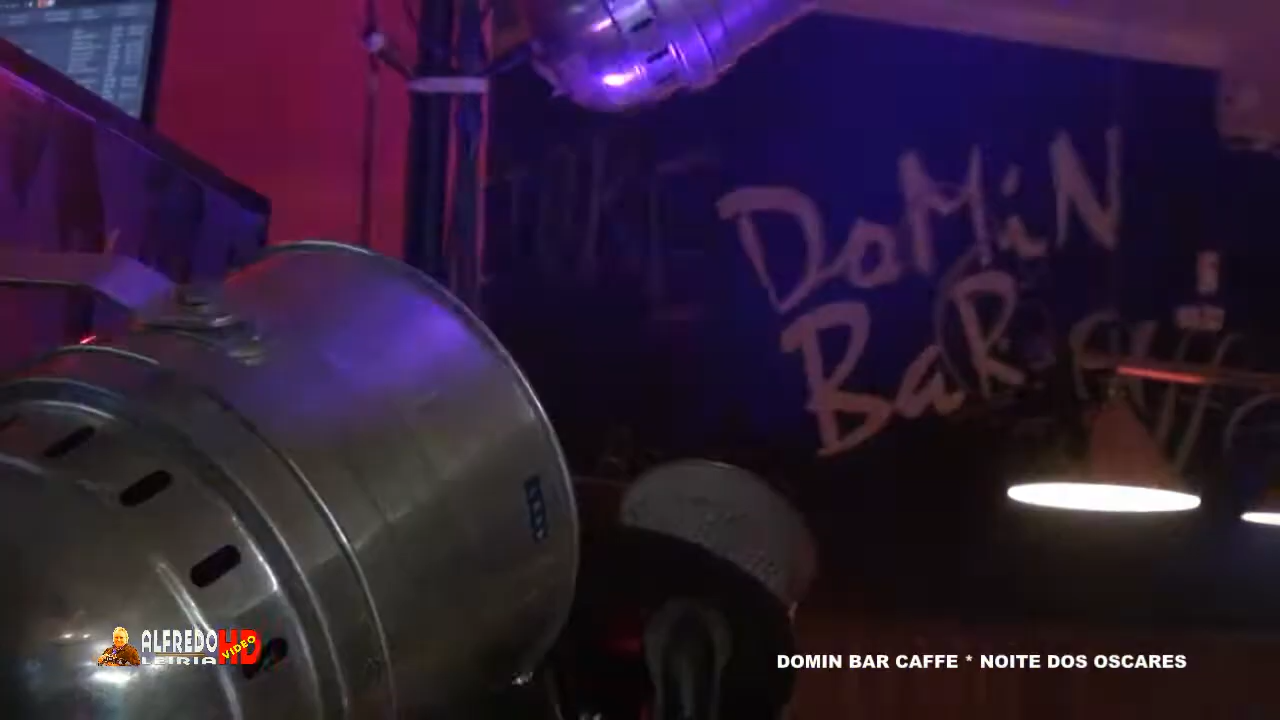 DoMiN
BaR
ALFREDO
LEIRIA
HD
VIDEO
DOMIN BAR CAFFE * NOITE DOS OSCARES